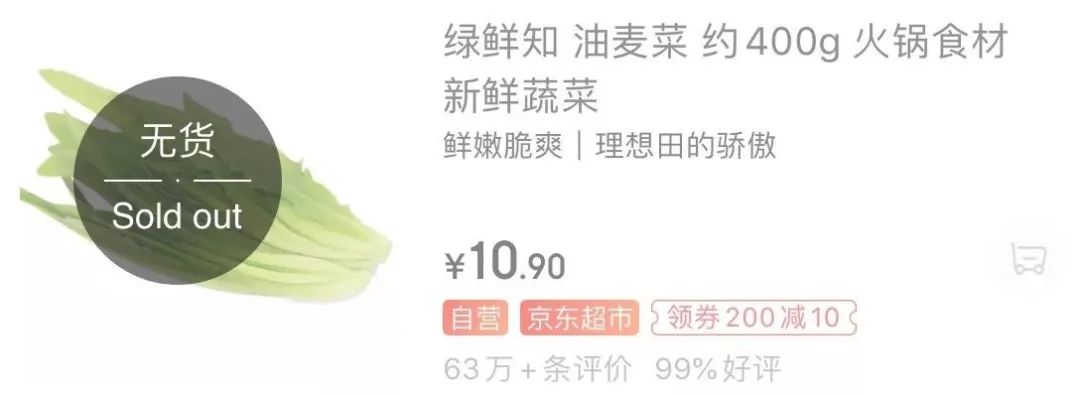 无货
Sold out
绿鲜知 油麦菜 约400g 火锅食材
新鲜蔬菜
鲜嫩脆爽｜理想田的骄傲
¥10.90
自营 京东超市 领券200减10
63万+条评价 99%好评